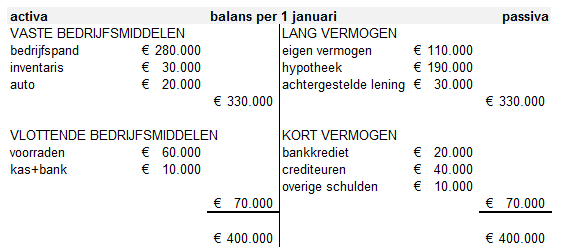 activa balans per 1 januari passiva
VASTE BEDRIJFSMIDDELEN LANG VERMOGEN
bedrijfspand € 280.000 eigen vermogen € 110.000
inventaris € 30.000 hypotheek € 190.000
auto € 20.000 achtergestelde lening € 30.000
€ 330.000 € 330.000
VLOTTENDE BEDRIJFSMIDDELEN KORT VERMOGEN
voorraden € 60.000 bankkrediet € 20.000
kas+bank € 10.000 crediteuren € 40.000
overige schulden € 10.000
€ 70.000 € 70.000
€ 400.000 € 400.000